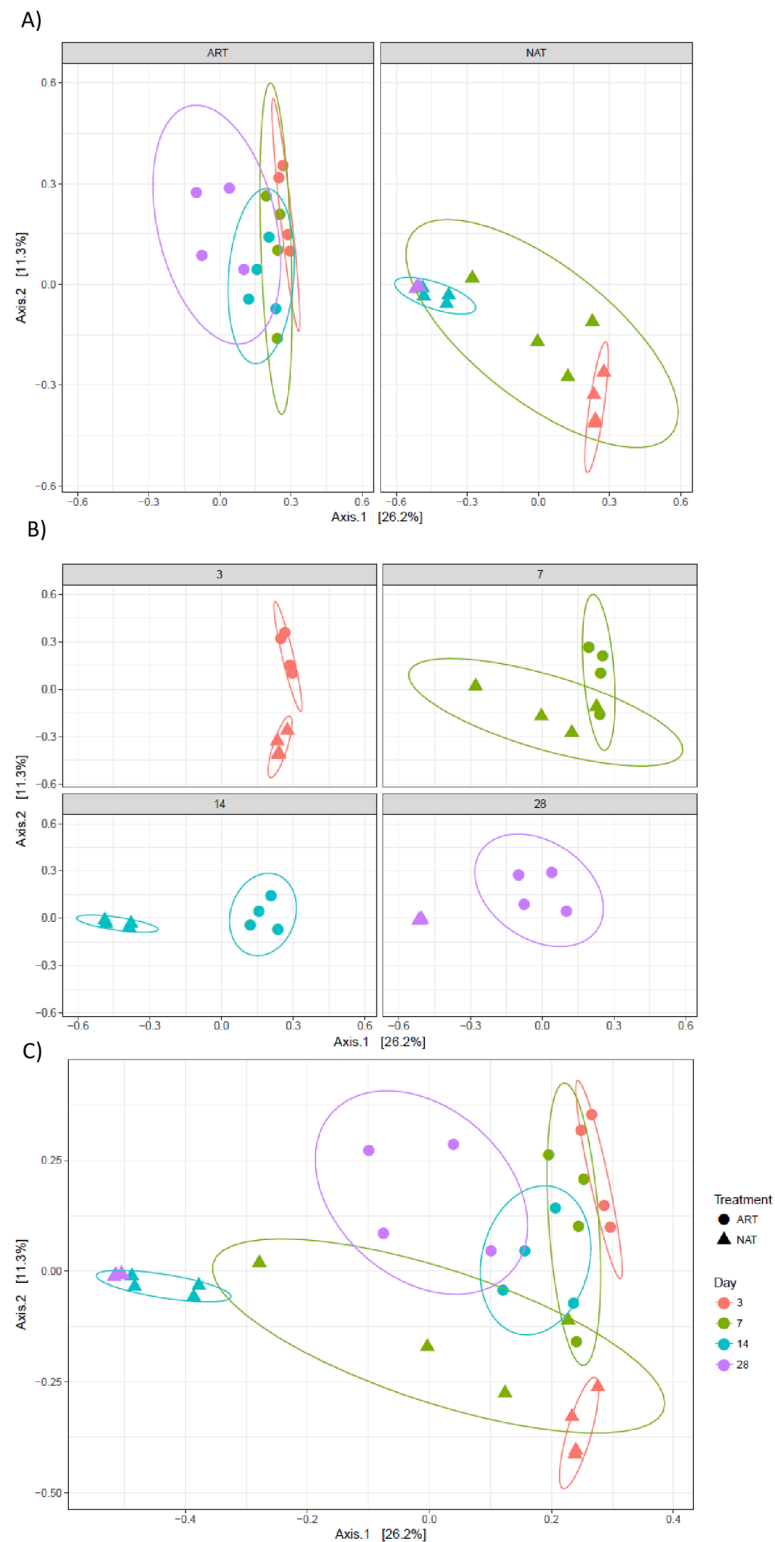 A)
ART NAT
0.6
0.3
0.0
−0.3
−0.6
Axis.2 [11.3%]
−0.6 −0.3 0.0 0.3 0.6 −0.6 −0.3 0.0 0.3 0.6
Axis.1 [26.2%]
B)
3 7
0.6
0.3
0.0
−0.3
−0.6
14 28
0.6
0.3
0.0
−0.3
−0.6
Axis.2 [11.3%]
−0.6 −0.3 0.0 0.3 0.6 −0.6 −0.3 0.0 0.3 0.6
Axis.1 [26.2%]
C)
0.25
0.00
−0.25
−0.50
Axis.2 [11.3%]
−0.4 −0.2 0.0 0.2 0.4
Axis.1 [26.2%]
Treatment
ART
NAT
Day
3
7
14
28